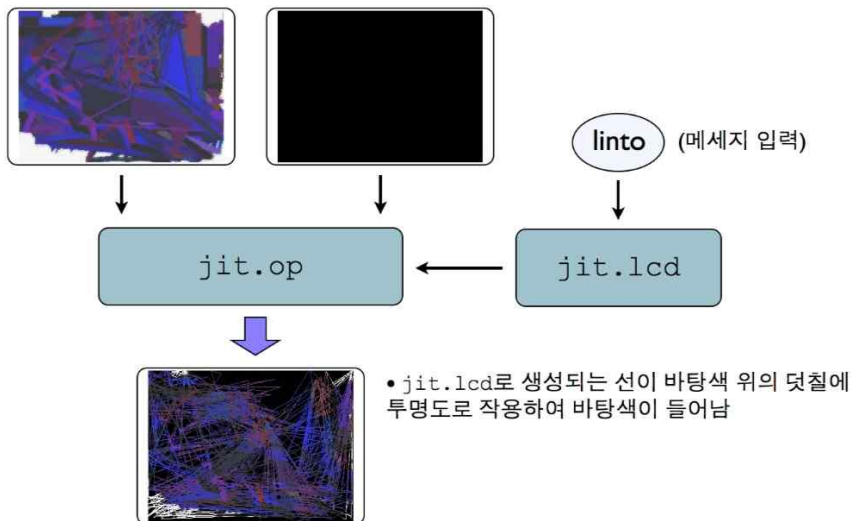 linto (메세지 입력)
jit.op
jit.lcd
• jit.lcd로 생성되는 선이 바탕색 위의 덧칠에
투명도로 작용하여 바탕색이 들어남